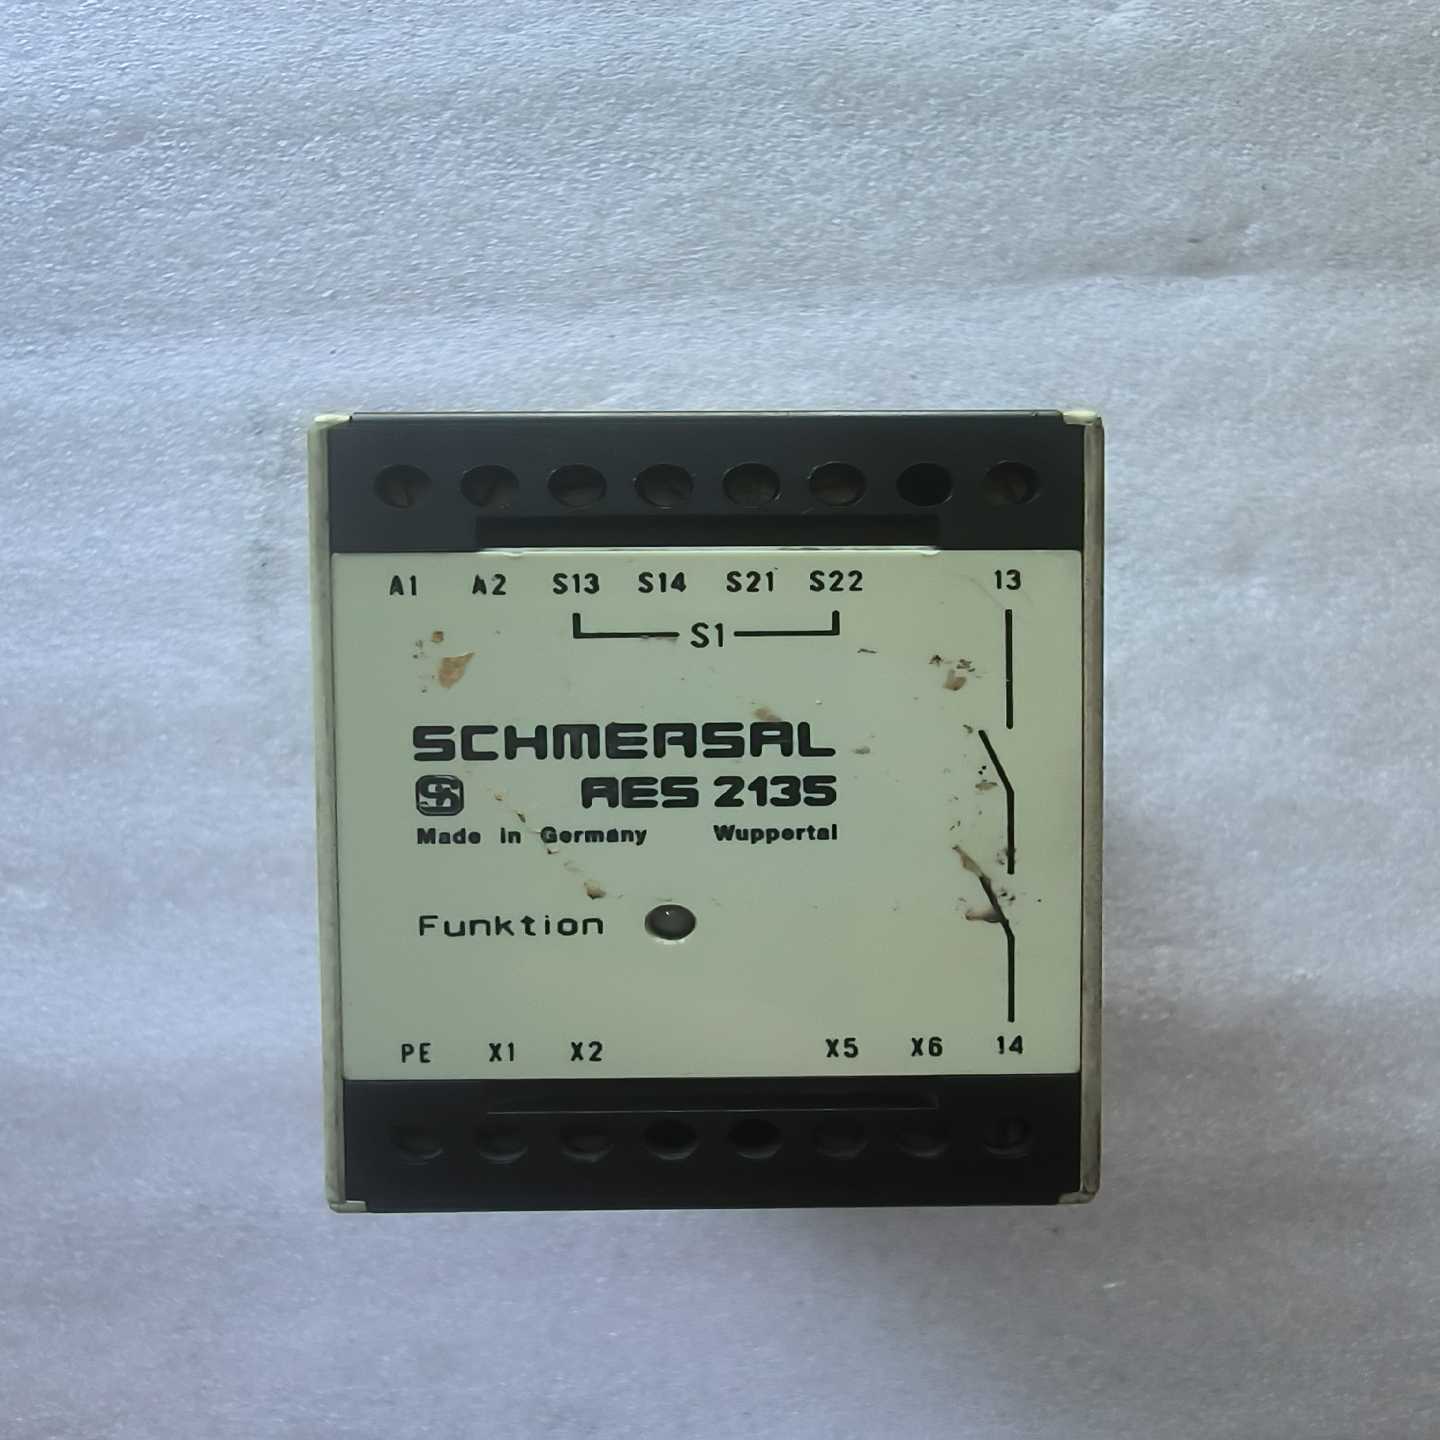 A1 A2 S13 S14 S21 S22 13
S1
SCHMERSAL
AES 2135
Made in Germany Wuppertal
Funktion
PE X1 X2 X5 X6 14